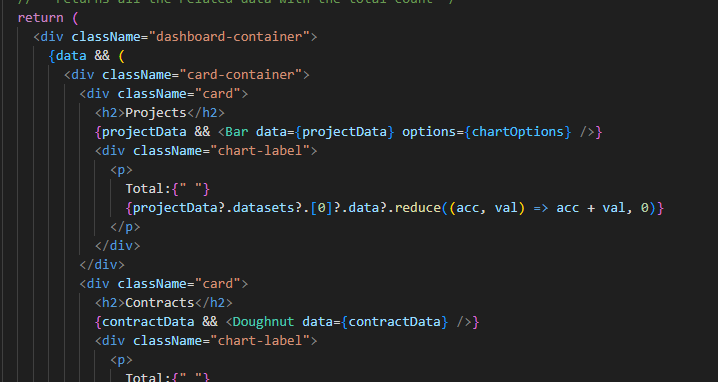 // returns all the related data with the total count */
return (
<div className="dashboard-container">
{data && (
<div className="card-container">
<div className="card">
<h2>Projects</h2>
{projectData && <Bar data={projectData} options={chartOptions} />}
<div className="chart-label">
<p>
Total:{" "}
{projectData?.datasets?.[0]?.data?.reduce((acc, val) => acc + val, 0)}
</p>
</div>
</div>
<div className="card">
<h2>Contracts</h2>
{contractData && <Doughnut data={contractData} />}
<div className="chart-label">
<p>
Total:{" "}